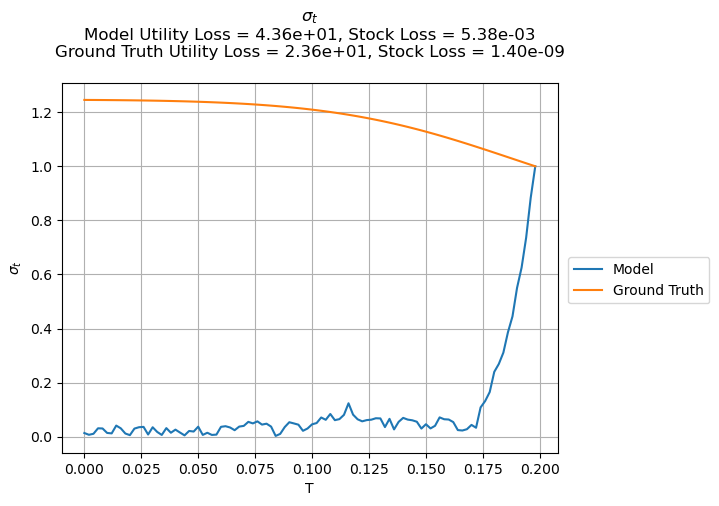 σₜ
Model Utility Loss = 4.36e+01, Stock Loss = 5.38e-03
Ground Truth Utility Loss = 2.36e+01, Stock Loss = 1.40e-09
1.2
1.0
0.8
0.6
0.4
0.2
0.0
σₜ
0.000 0.025 0.050 0.075 0.100 0.125 0.150 0.175 0.200
T
Model
Ground Truth